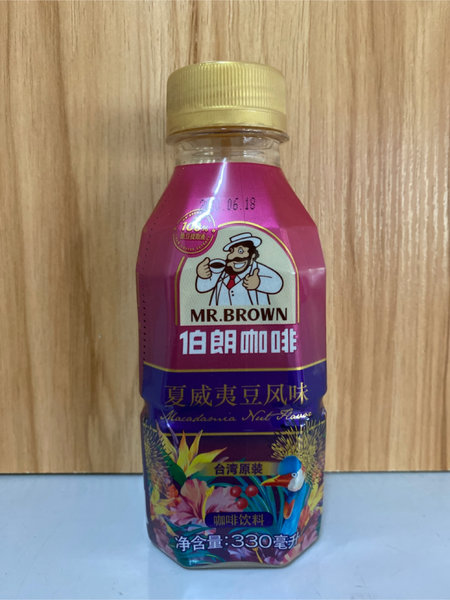 06.18
100%
MR.BROWN
伯朗咖啡
夏威夷豆风味
Macadamia Nut Flavor
台湾原装
咖啡饮料
净含量:330毫升